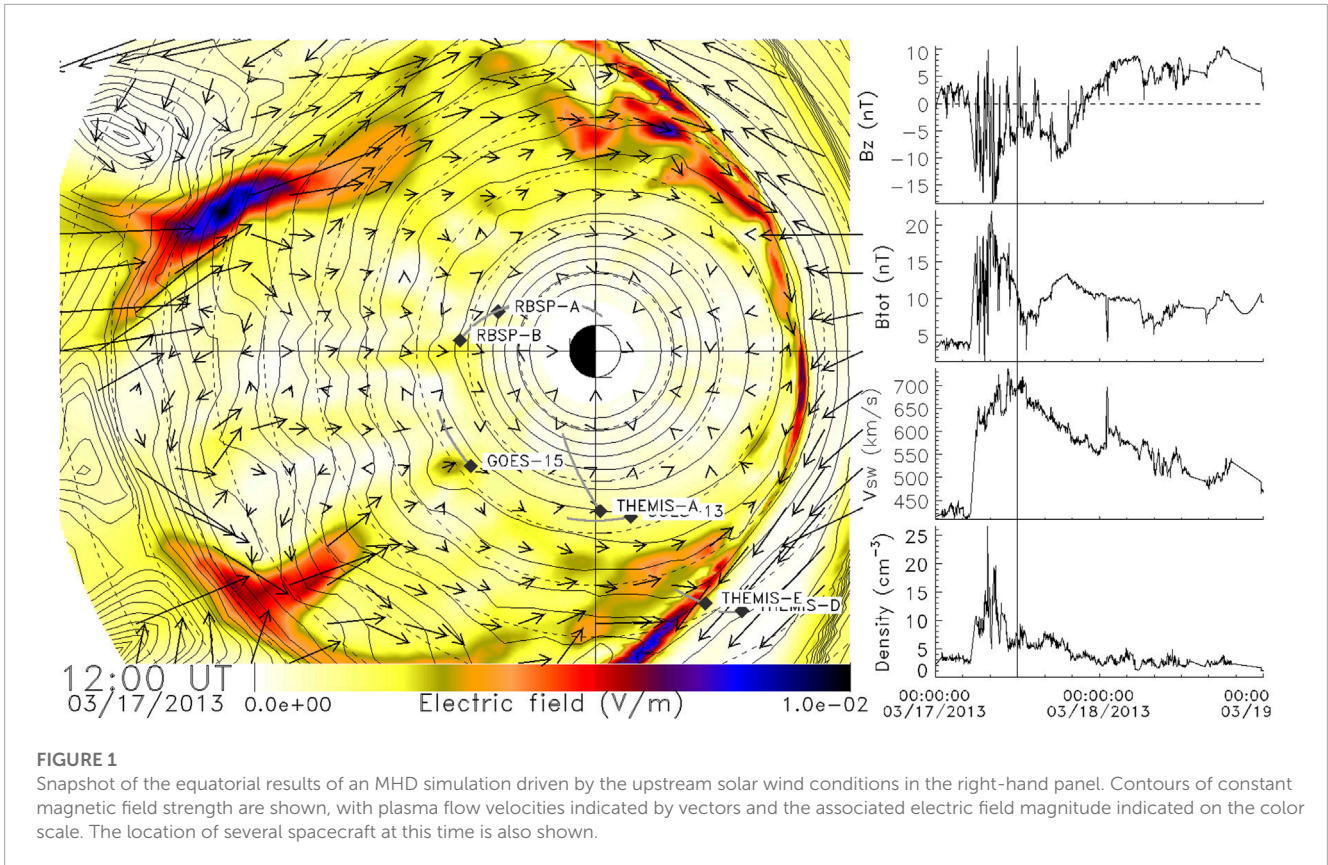 RBSP-A
RBSP-B
GOES-15
THEMIS-A
13
THEMIS-E
THEMIS-D
12:00 UT
03/17/2013
0.0e+00
Electric field (V/m)
1.0e-02
Bz (nT)
10
5
0
−5
−10
−15
Btot (nT)
20
15
10
5
Vsw (km/s)
700
650
600
550
500
450
Density (cm⁻³)
25
20
15
10
5
0
00:00:00
03/17/2013
00:00:00
03/18/2013
00:00
03/19
FIGURE 1
Snapshot of the equatorial results of an MHD simulation driven by the upstream solar wind conditions in the right-hand panel. Contours of constant
magnetic field strength are shown, with plasma flow velocities indicated by vectors and the associated electric field magnitude indicated on the color
scale. The location of several spacecraft at this time is also shown.